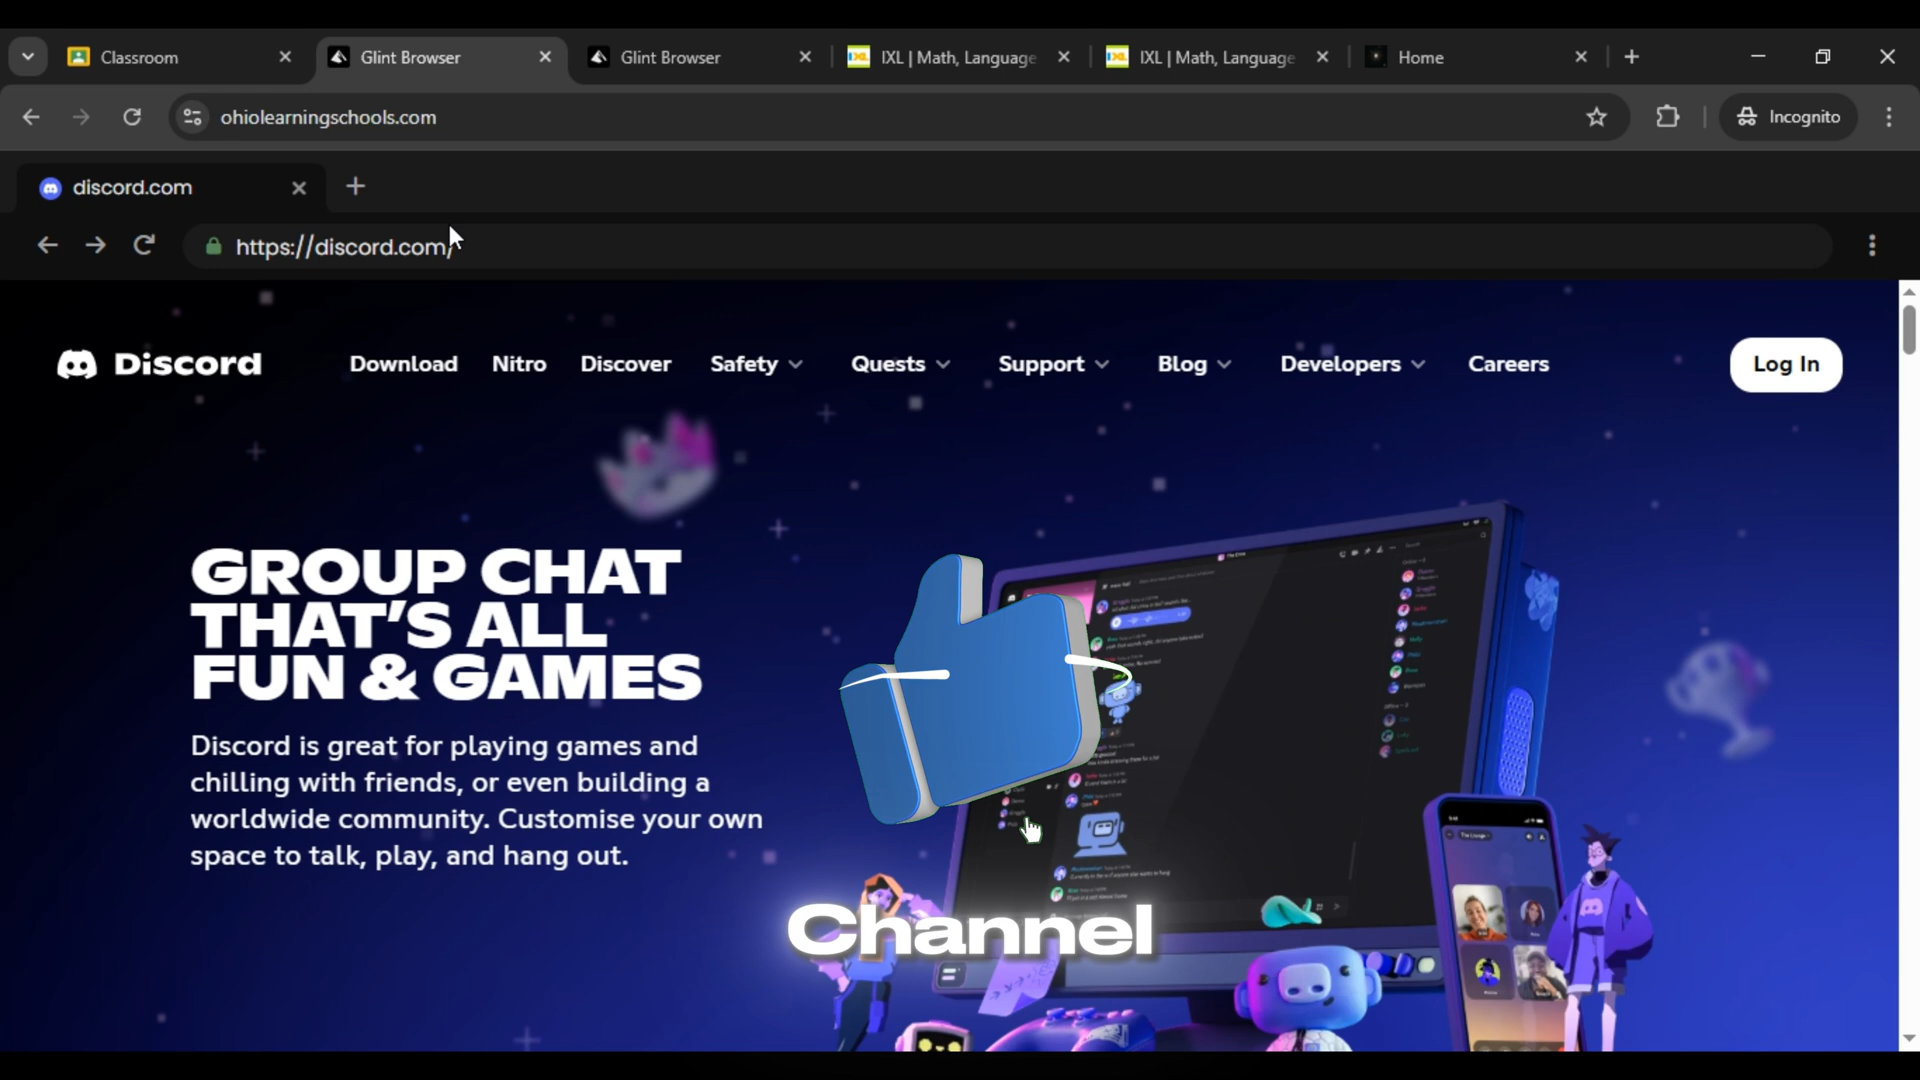 Classroom
Glint Browser
Glint Browser
IXL | Math, Language
IXL | Math, Language
Home
ohiolearningschools.com
Incognito
discord.com
https://discord.com/
Discord
Download
Nitro
Discover
Safety
Quests
Support
Blog
Developers
Careers
Log In
GROUP CHAT
THAT'S ALL
FUN & GAMES
Discord is great for playing games and
chilling with friends, or even building a
worldwide community. Customise your own
space to talk, play, and hang out.
Channel